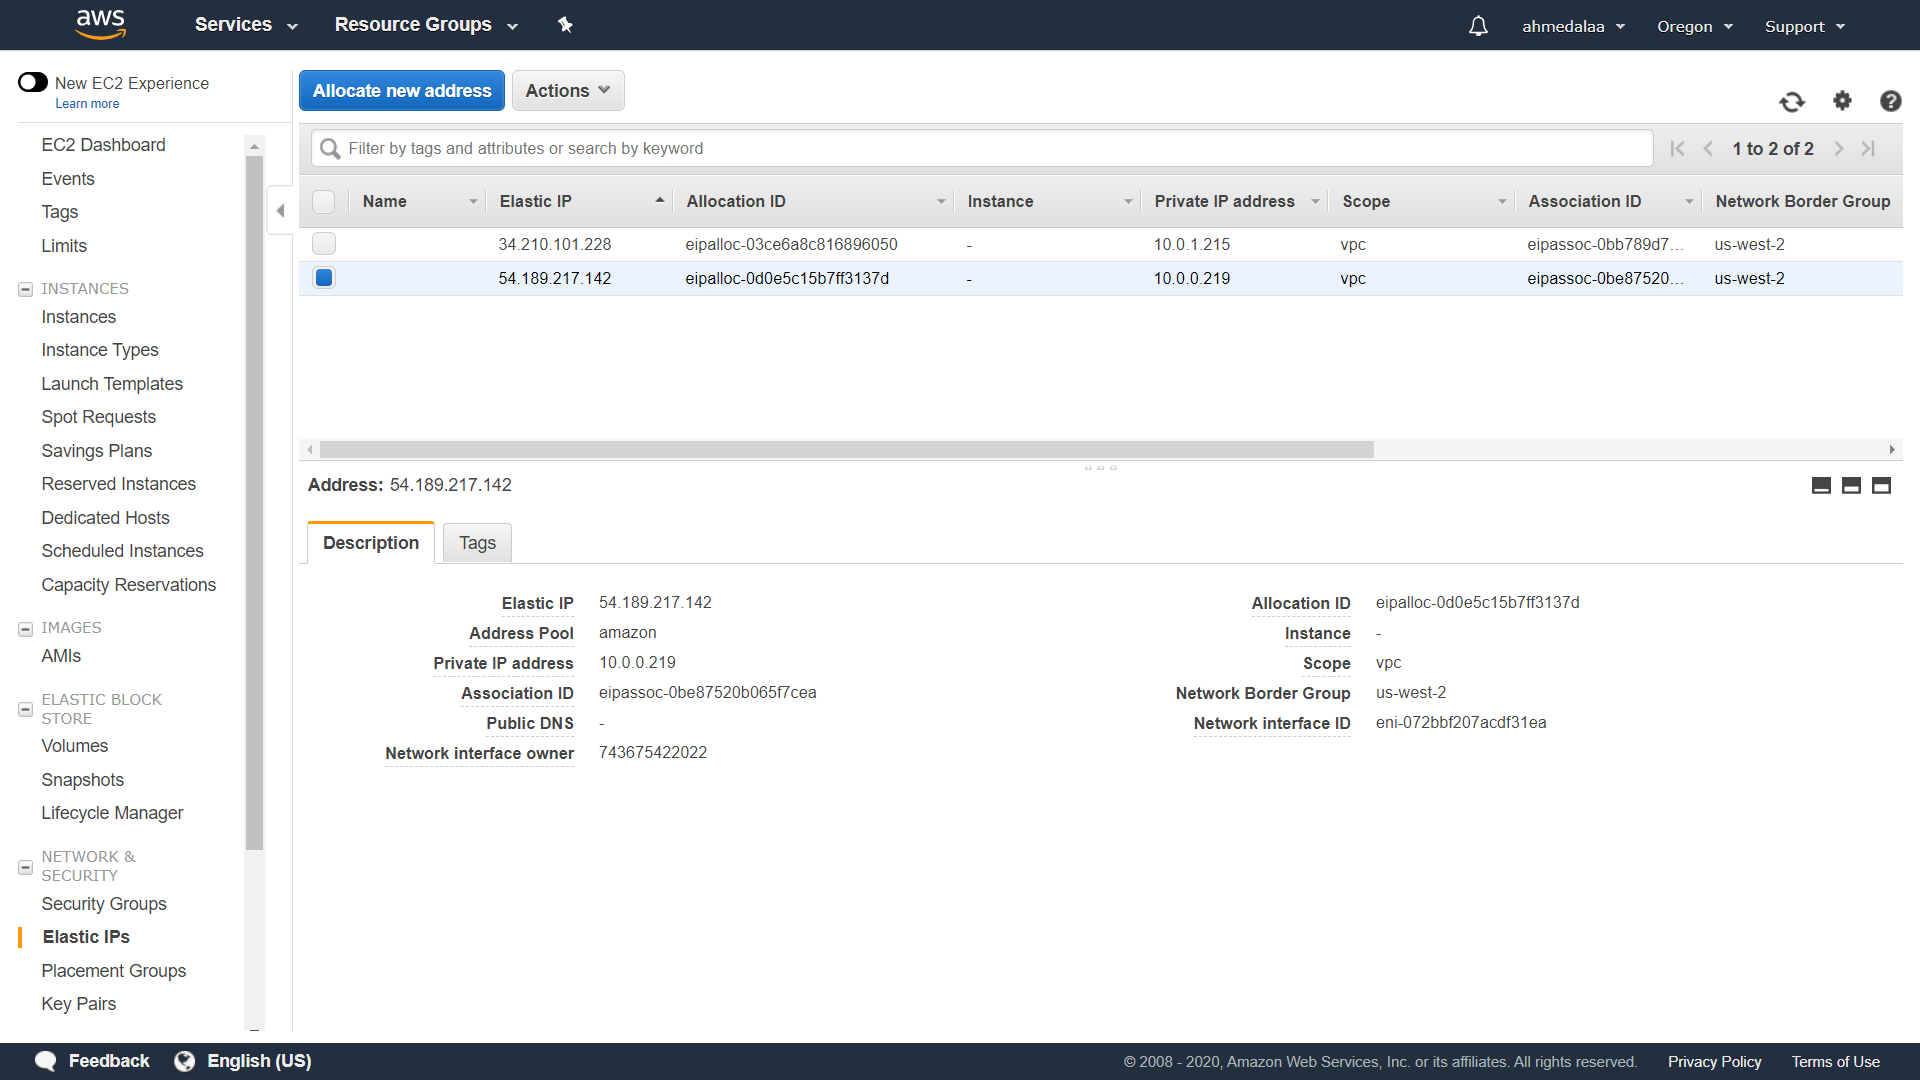 aws Services Resource Groups ahmedalaa Oregon Support
New EC2 Experience
Learn more
EC2 Dashboard
Events
Tags
Limits
INSTANCES
Instances
Instance Types
Launch Templates
Spot Requests
Savings Plans
Reserved Instances
Dedicated Hosts
Scheduled Instances
Capacity Reservations
IMAGES
AMIs
ELASTIC BLOCK
STORE
Volumes
Snapshots
Lifecycle Manager
NETWORK &
SECURITY
Security Groups
Elastic IPs
Placement Groups
Key Pairs
Allocate new address Actions
Filter by tags and attributes or search by keyword 1 to 2 of 2
Name Elastic IP Allocation ID Instance Private IP address Scope Association ID Network Border Group
34.210.101.228 eipalloc-03ce6a8c816896050 - 10.0.1.215 vpc eipassoc-0bb789d7... us-west-2
54.189.217.142 eipalloc-0d0e5c15b7ff3137d - 10.0.0.219 vpc eipassoc-0be87520... us-west-2
Address: 54.189.217.142
Description Tags
Elastic IP 54.189.217.142 Allocation ID eipalloc-0d0e5c15b7ff3137d
Address Pool amazon Instance -
Private IP address 10.0.0.219 Scope vpc
Association ID eipassoc-0be87520b065f7cea Network Border Group us-west-2
Public DNS - Network interface ID eni-072bbf207acdf31ea
Network interface owner 743675422022
Feedback English (US) © 2008 - 2020, Amazon Web Services, Inc. or its affiliates. All rights reserved. Privacy Policy Terms of Use